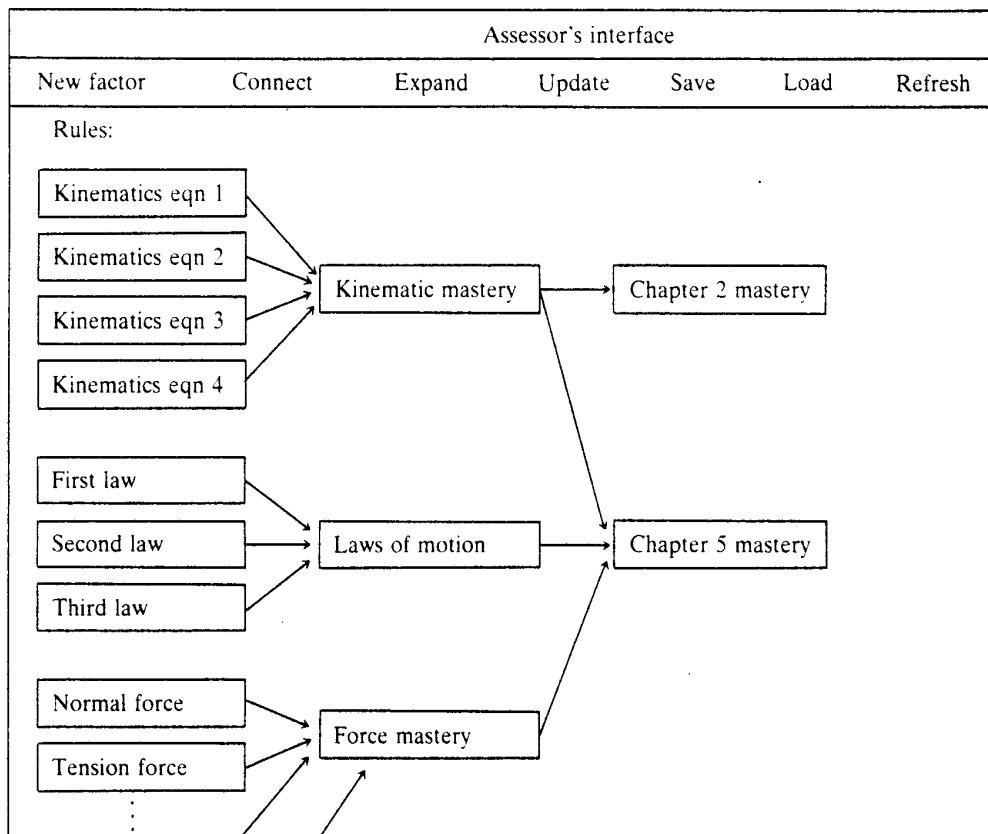 Assessor's interface
New factor Connect Expand Update Save Load Refresh
Rules:
Kinematics eqn 1
Kinematics eqn 2
Kinematics eqn 3
Kinematics eqn 4
Kinematic mastery
Chapter 2 mastery
First law
Second law
Third law
Laws of motion
Chapter 5 mastery
Normal force
Tension force
Force mastery